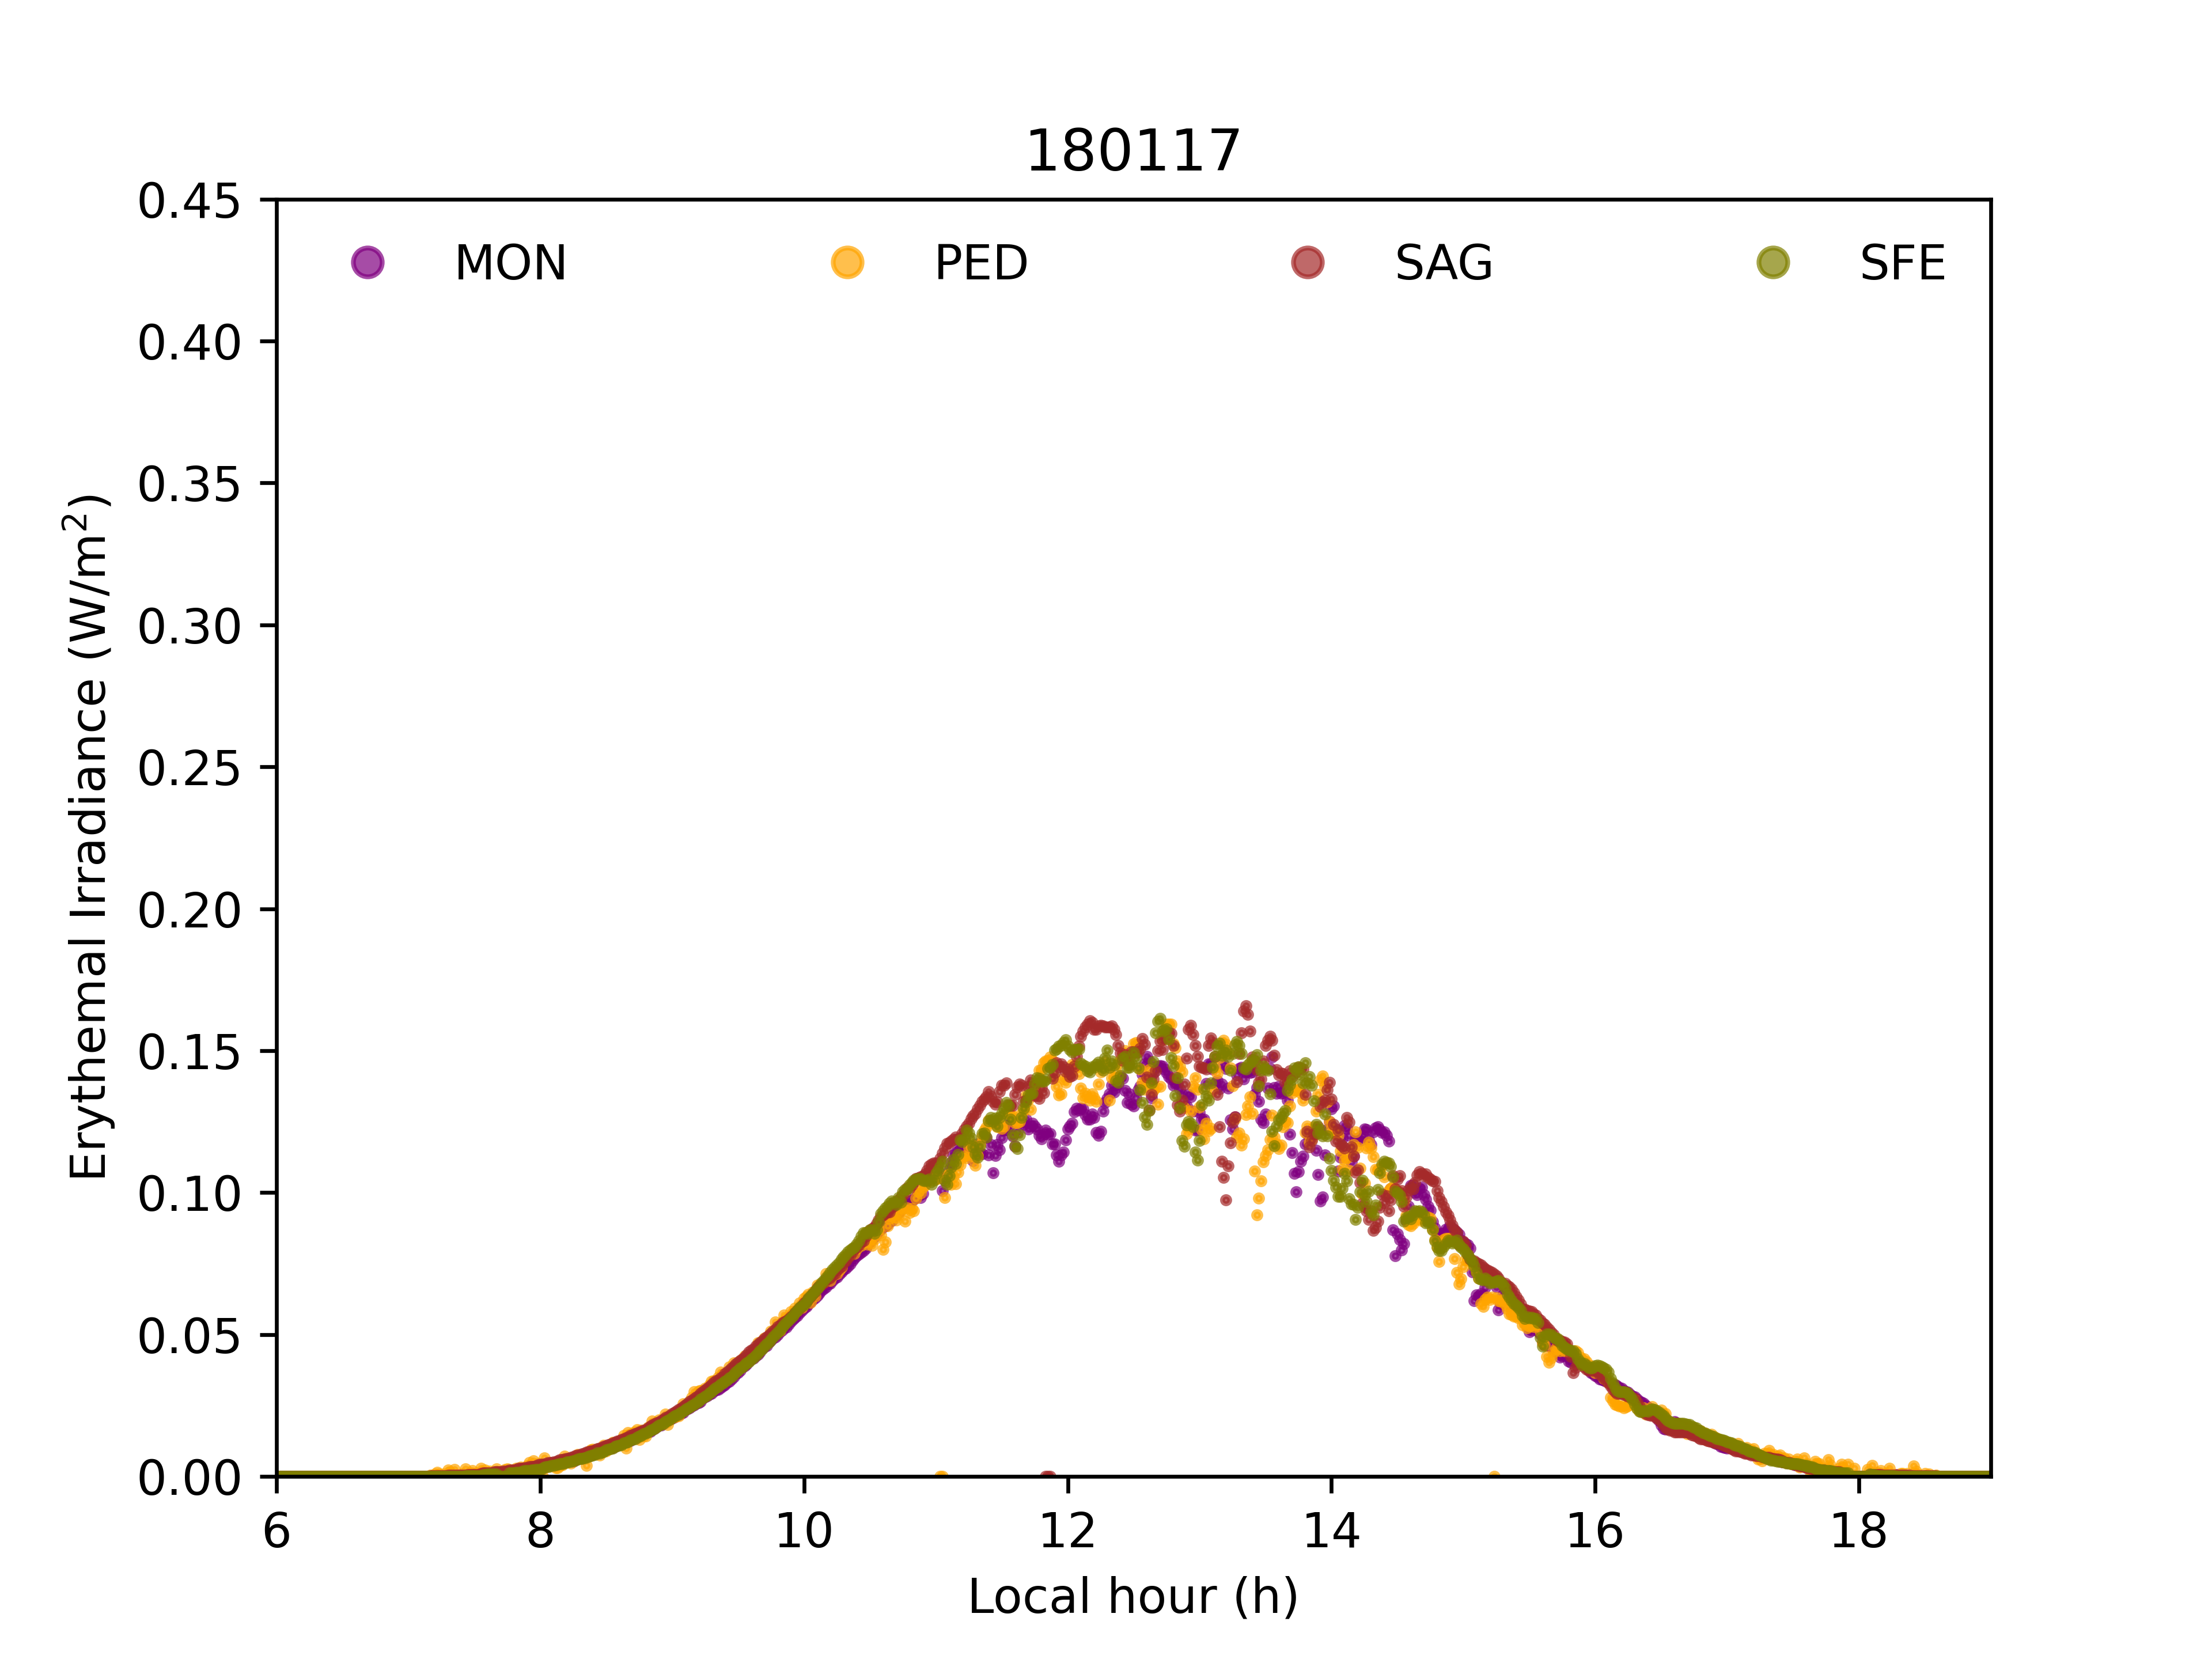 180117
MON PED SAG SFE
0.45
0.40
0.35
0.30
0.25
0.20
0.15
0.10
0.05
0.00
Erythemal Irradiance (W/m²)
6 8 10 12 14 16 18
Local hour (h)